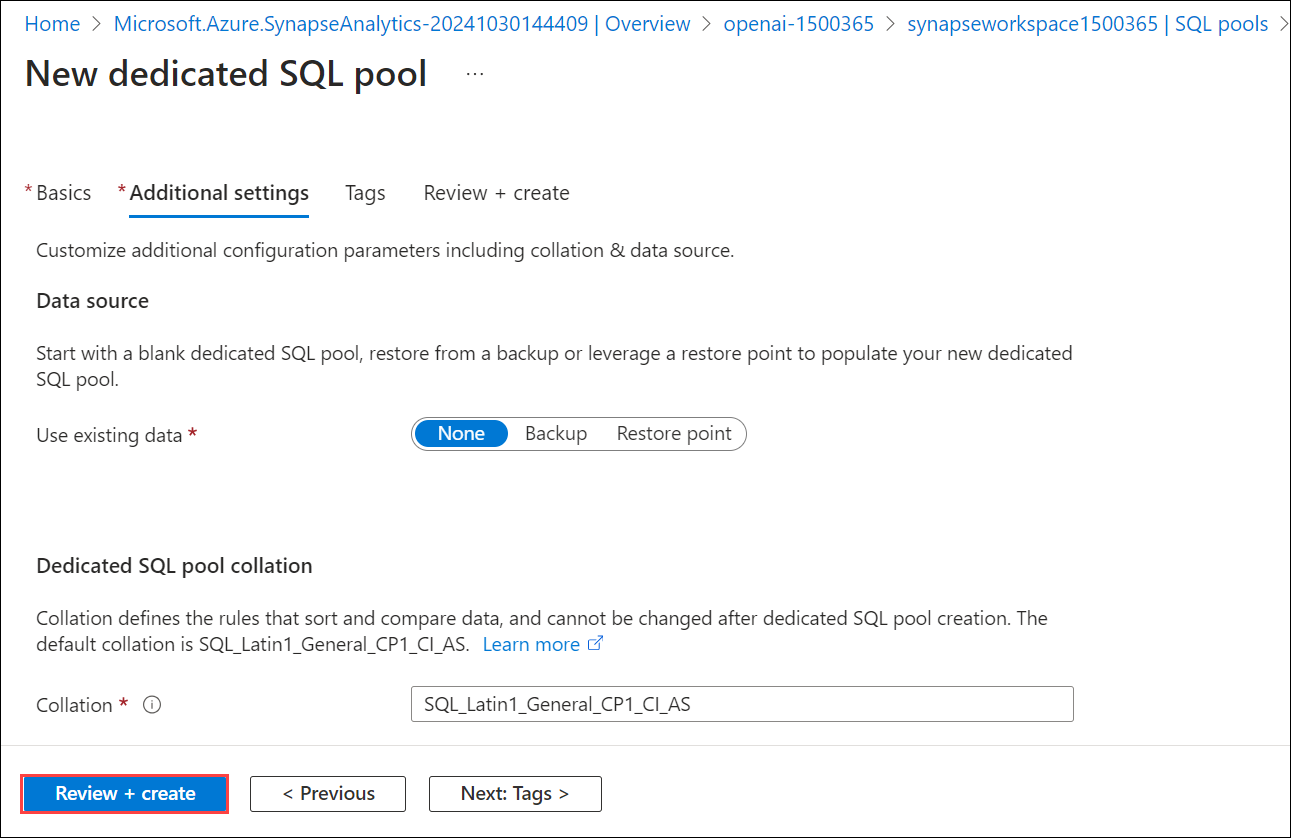 Home > Microsoft.Azure.SynapseAnalytics-20241030144409 | Overview > openai-1500365 > synapseworkspace1500365 | SQL pools >
New dedicated SQL pool ...
* Basics * Additional settings Tags Review + create
Customize additional configuration parameters including collation & data source.
Data source
Start with a blank dedicated SQL pool, restore from a backup or leverage a restore point to populate your new dedicated
SQL pool.
Use existing data * None Backup Restore point
Dedicated SQL pool collation
Collation defines the rules that sort and compare data, and cannot be changed after dedicated SQL pool creation. The
default collation is SQL_Latin1_General_CP1_CI_AS. Learn more
Collation * SQL_Latin1_General_CP1_CI_AS
Review + create < Previous Next: Tags >